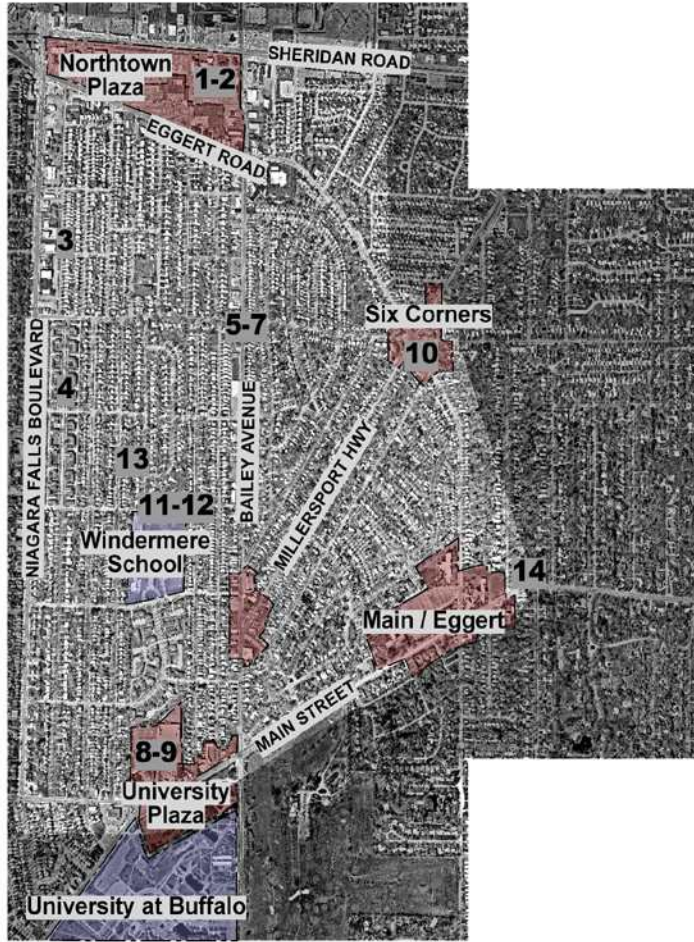 Northtown
Plaza
1-2
SHERIDAN ROAD
EGGERT ROAD
3
5-7
Six Corners
10
NIAGARA FALLS BOULEVARD
4
BAILEY AVENUE
MILLERSPORT HWY
13
11-12
Windermere
School
14
Main / Eggert
MAIN STREET
8-9
University
Plaza
University at Buffalo